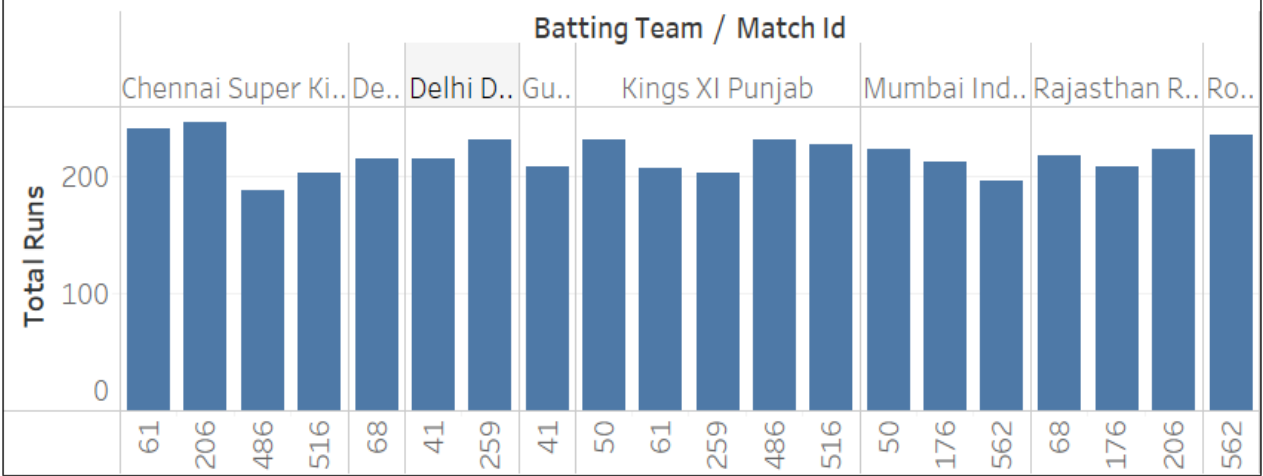 Batting Team / Match Id
Chennai Super Ki.. De.. Delhi D.. Gu.. Kings XI Punjab Mumbai Ind.. Rajasthan R.. Ro..
Total Runs
200
100
0
61 206 486 516 68 41 259 41 50 61 259 486 516 50 176 562 68 176 206 562